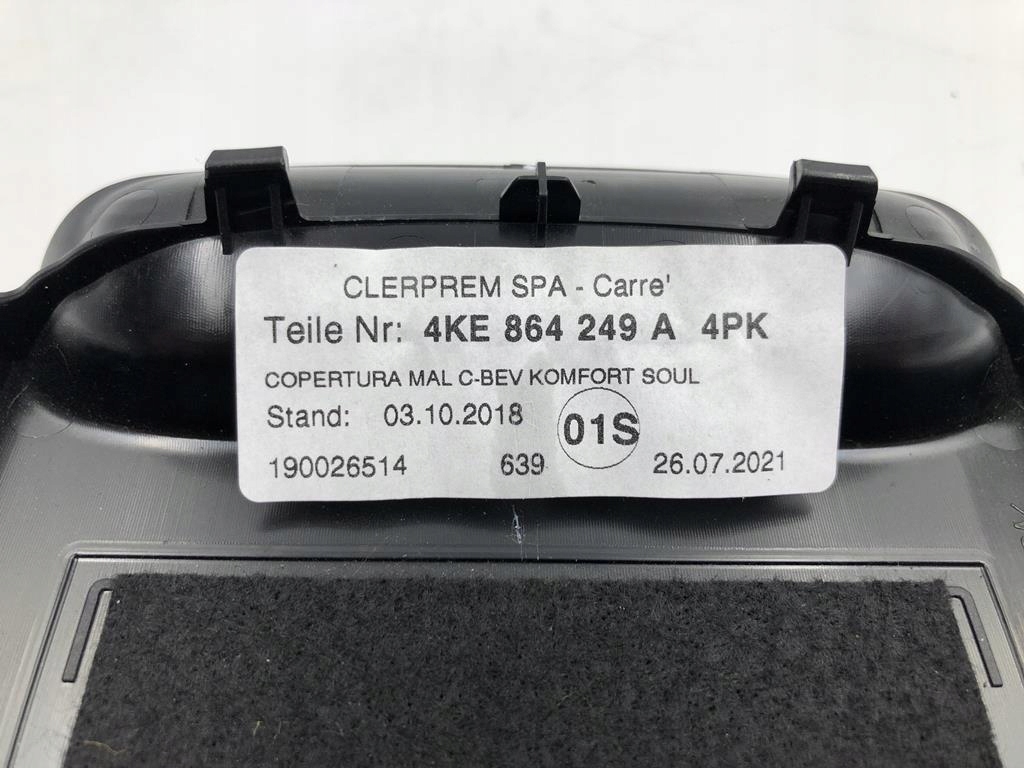 CLERPREM SPA - Carre'
Teile Nr: 4KE 864 249 A 4PK
COPERTURA MAL C-BEV KOMFORT SOUL
Stand: 03.10.2018 01S
190026514 639 26.07.2021